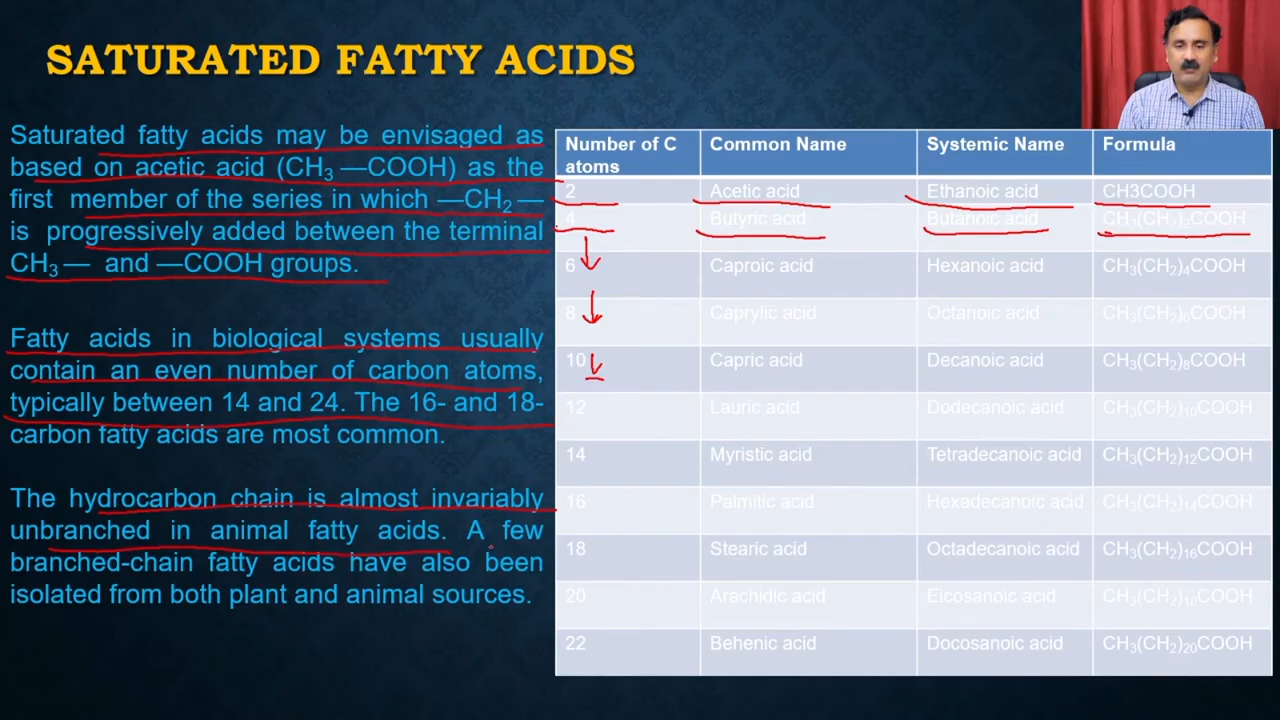 SATURATED FATTY ACIDS
Saturated fatty acids may be envisaged as
based on acetic acid (CH₃ —COOH) as the
first member of the series in which —CH₂ —
is progressively added between the terminal
CH₃ — and —COOH groups.
Fatty acids in biological systems usually
contain an even number of carbon atoms,
typically between 14 and 24. The 16- and 18-
carbon fatty acids are most common.
The hydrocarbon chain is almost invariably
unbranched in animal fatty acids. A few
branched-chain fatty acids have also been
isolated from both plant and animal sources.
Number of C atoms Common Name Systemic Name Formula
2 Acetic acid Ethanoic acid CH3COOH
4 Butyric acid Butanoic acid CH₃(CH₂)₂COOH
6 Caproic acid Hexanoic acid CH₃(CH₂)₄COOH
8 Caprylic acid Octanoic acid CH₃(CH₂)₆COOH
10 Capric acid Decanoic acid CH₃(CH₂)₈COOH
12 Lauric acid Dodecanoic acid CH₃(CH₂)₁₀COOH
14 Myristic acid Tetradecanoic acid CH₃(CH₂)₁₂COOH
16 Palmitic acid Hexadecanoic acid CH₃(CH₂)₁₄COOH
18 Stearic acid Octadecanoic acid CH₃(CH₂)₁₆COOH
20 Arachidic acid Eicosanoic acid CH₃(CH₂)₁₈COOH
22 Behenic acid Docosanoic acid CH₃(CH₂)₂₀COOH